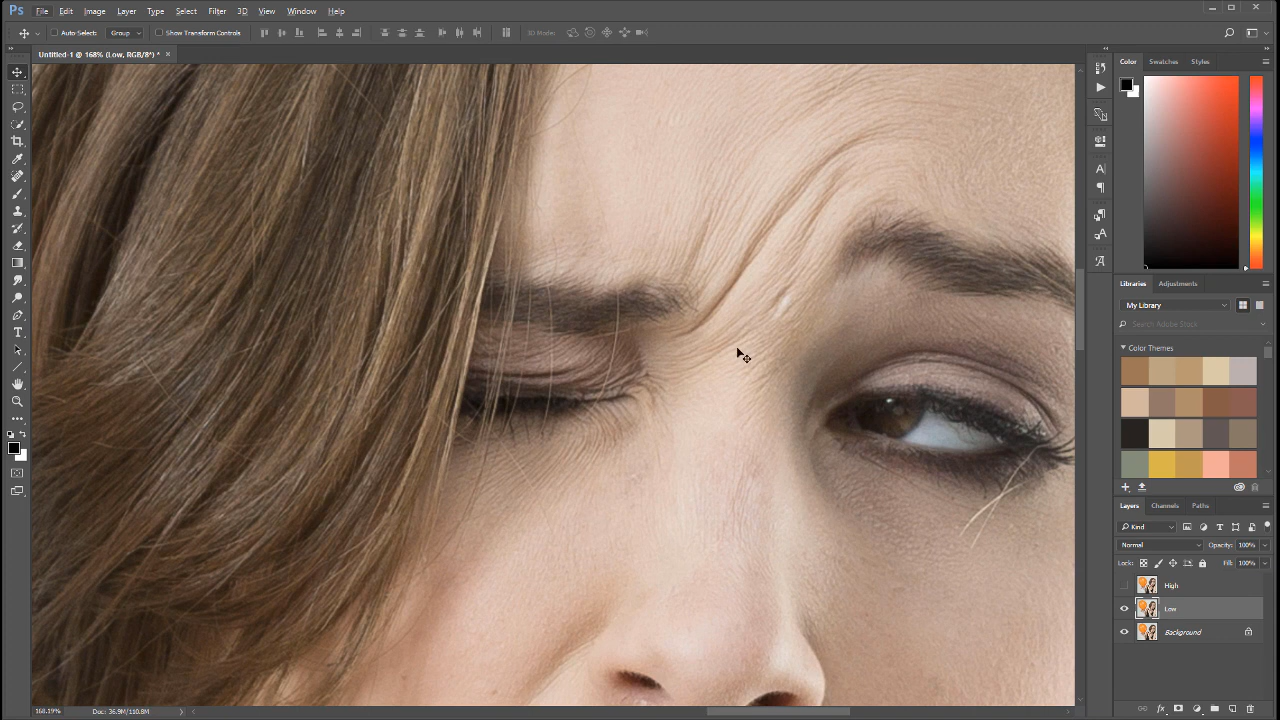 Ps File Edit Image Layer Type Select Filter 3D View Window Help
Auto-Select: Group Show Transform Controls 3D Mode:
Untitled-1 @ 168% (Low, RGB/8*) * ×
Color Swatches Styles
Libraries Adjustments
My Library
Search Adobe Stock
Color Themes
Layers Channels Paths
Kind
Normal Opacity: 100%
Lock: Fill: 100%
High
Low
Background
168.19% Doc: 36.9M/110.8M